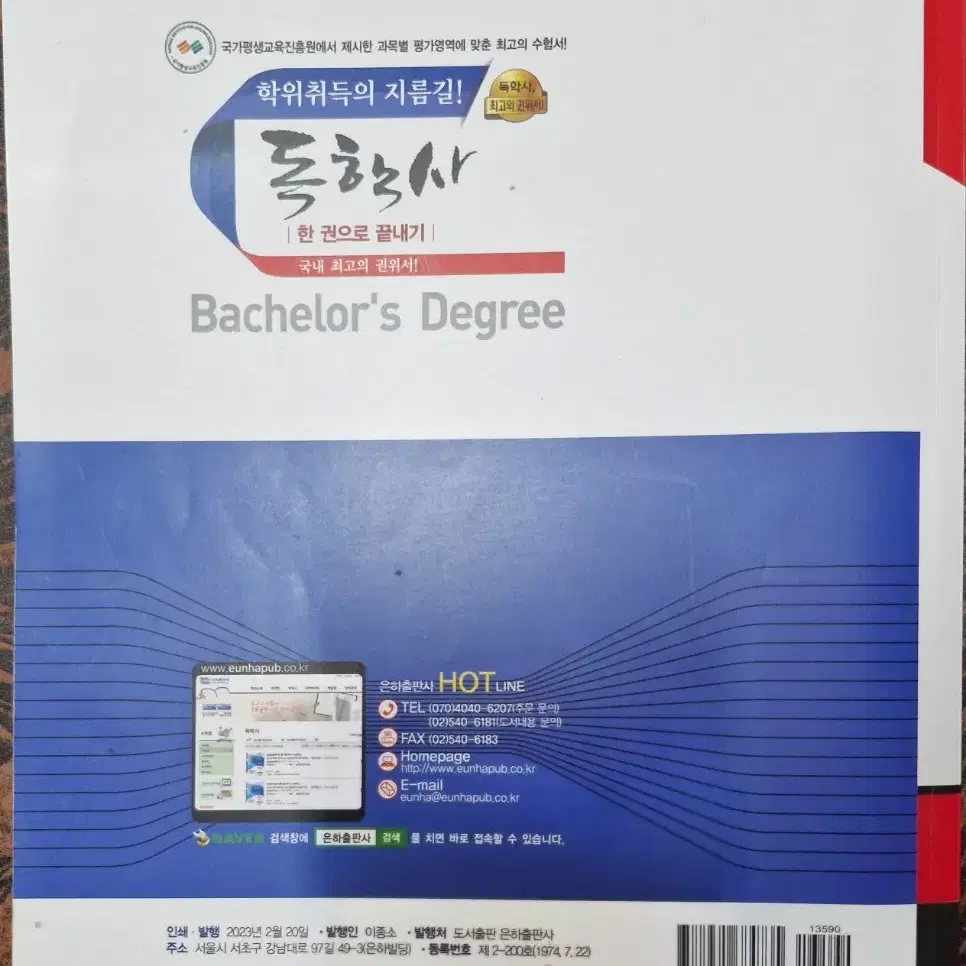 국가평생교육진흥원에서 제시한 과목별 평가영역에 맞춘 최고의 수험서!
학위취득의 지름길!
독학사,
최고의 권위서!
독학사
한 권으로 끝내기
국내 최고의 권위서!
Bachelor's Degree
www.eunhapub.co.kr
독학사
은하출판사 HOT LINE
TEL (070)4040-6207(주문 문의)
(02)540-6181(도서내용 문의)
FAX (02)540-6183
Homepage
http://www.eunhapub.co.kr
E-mail
eunha@eunhapub.co.kr
NAVER 검색창에 은하출판사 검색 를 치면 바로 접속할 수 있습니다.
인쇄·발행 2023년 2월 20일 •발행인 이종소 •발행처 도서출판 은하출판사
주소 서울시 서초구 강남대로 97길 49-3(은하빌딩) •등록번호 제 2-200호(1974. 7. 22)
13590